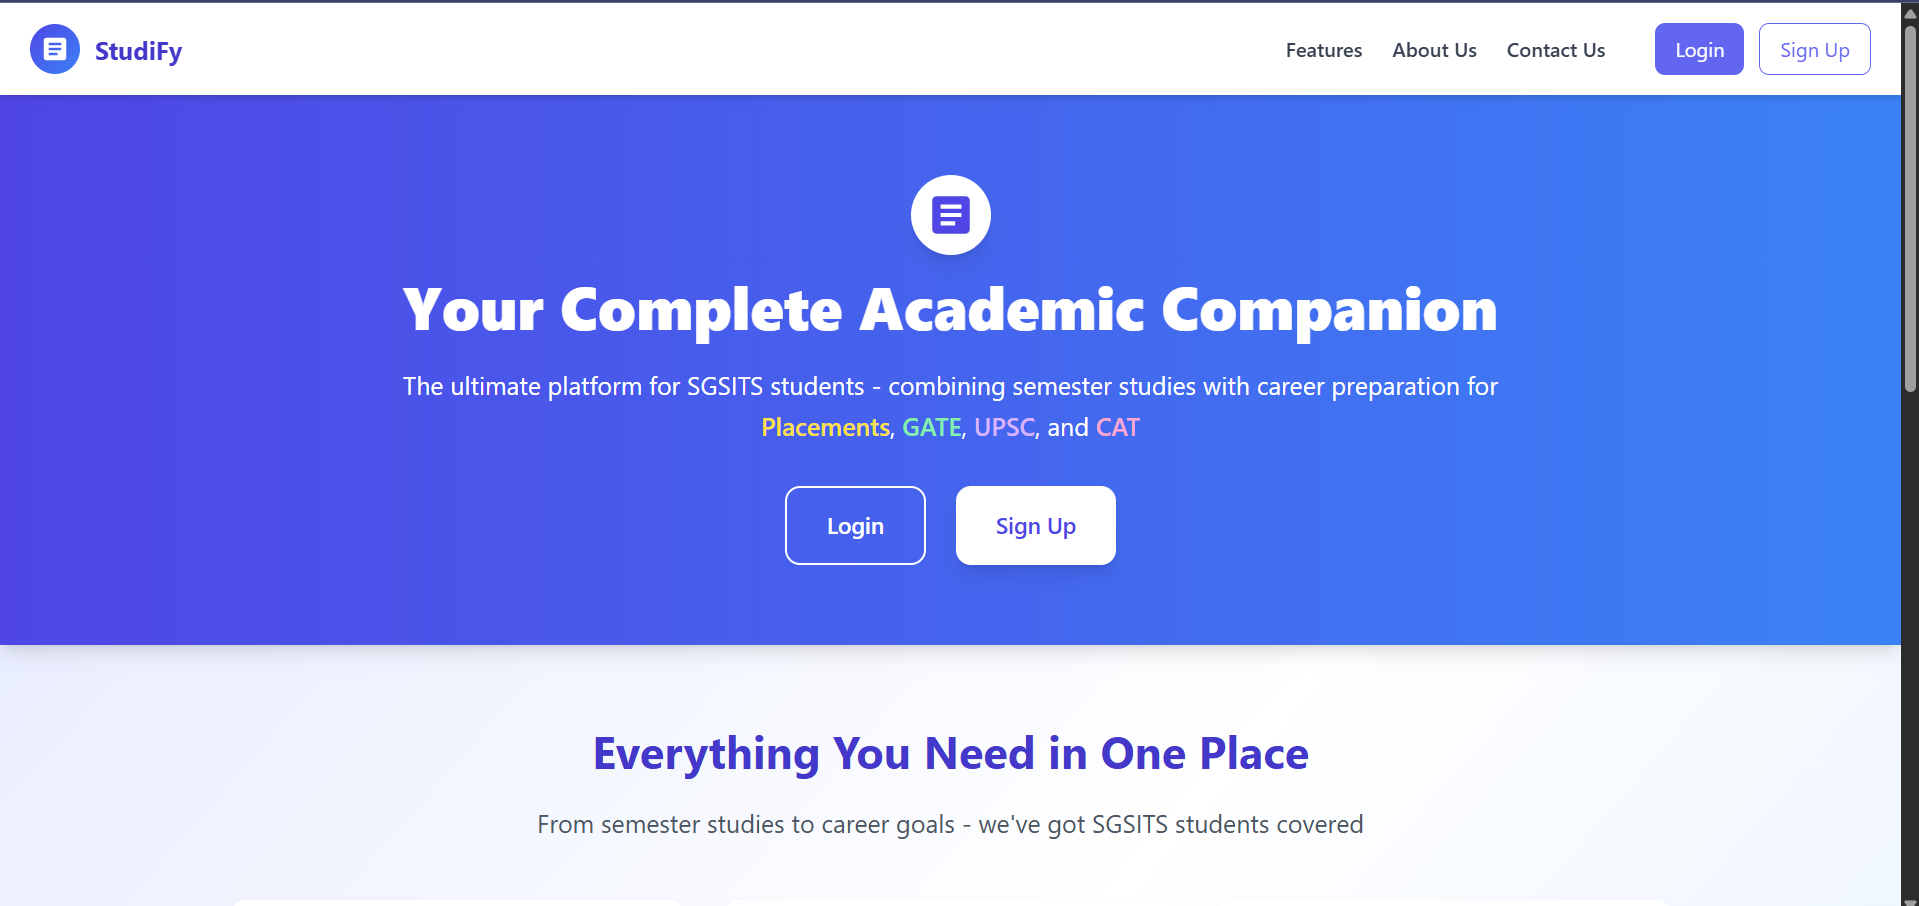 StudiFy
Features
About Us
Contact Us
Login
Sign Up
Your Complete Academic Companion
The ultimate platform for SGSITS students - combining semester studies with career preparation for
Placements, GATE, UPSC, and CAT
Login
Sign Up
Everything You Need in One Place
From semester studies to career goals - we've got SGSITS students covered